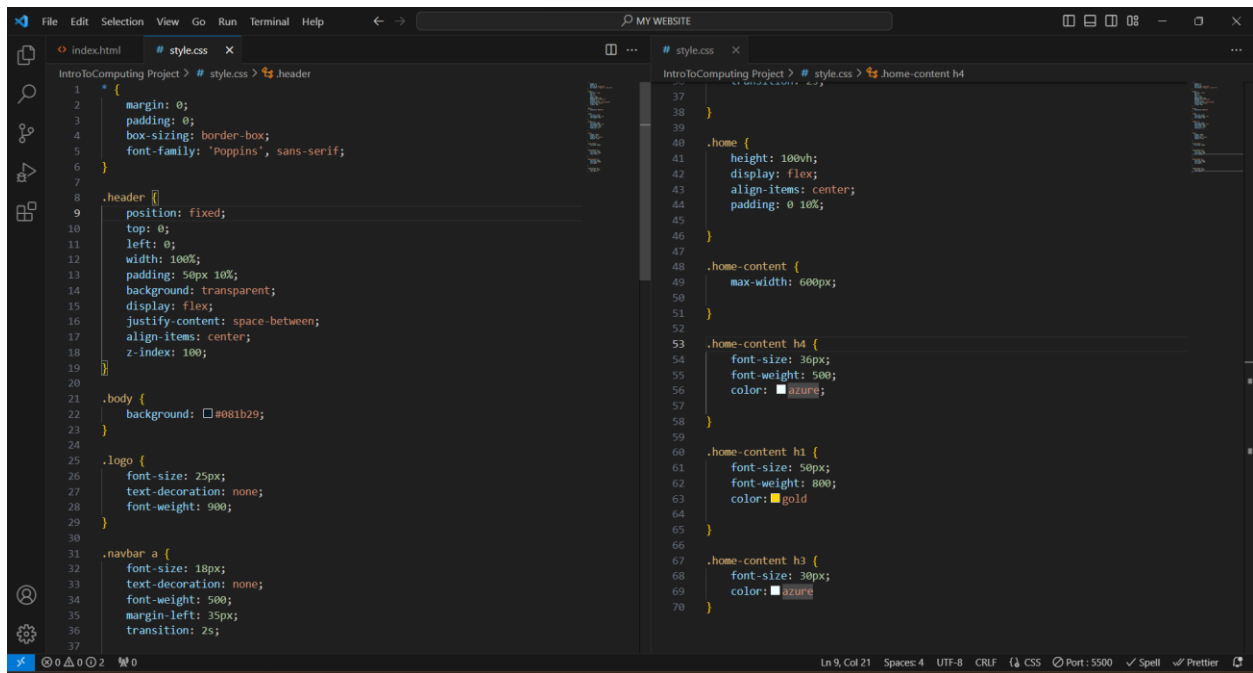 File Edit Selection View Go Run Terminal Help
MY WEBSITE
index.html
# style.css
IntroToComputing Project > # style.css > .header
1 * {
2 margin: 0;
3 padding: 0;
4 box-sizing: border-box;
5 font-family: 'Poppins', sans-serif;
6 }
7
8 .header {
9 position: fixed;
10 top: 0;
11 left: 0;
12 width: 100%;
13 padding: 50px 10%;
14 background: transparent;
15 display: flex;
16 justify-content: space-between;
17 align-items: center;
18 z-index: 100;
19 }
20
21 .body {
22 background: #081b29;
23 }
24
25 .logo {
26 font-size: 25px;
27 text-decoration: none;
28 font-weight: 900;
29 }
30
31 .navbar a {
32 font-size: 18px;
33 text-decoration: none;
34 font-weight: 500;
35 margin-left: 35px;
36 transition: 2s;
37
# style.css
IntroToComputing Project > # style.css > .home-content h4
37
38 }
39
40 .home {
41 height: 100vh;
42 display: flex;
43 align-items: center;
44 padding: 0 10%;
45
46 }
47
48 .home-content {
49 max-width: 600px;
50
51 }
52
53 .home-content h4 {
54 font-size: 36px;
55 font-weight: 500;
56 color: azure;
57
58 }
59
60 .home-content h1 {
61 font-size: 50px;
62 font-weight: 800;
63 color: gold
64
65 }
66
67 .home-content h3 {
68 font-size: 30px;
69 color: azure
70 }
0 0 2 0 Ln 9, Col 21 Spaces: 4 UTF-8 CRLF CSS Port : 5500 Spell Prettier